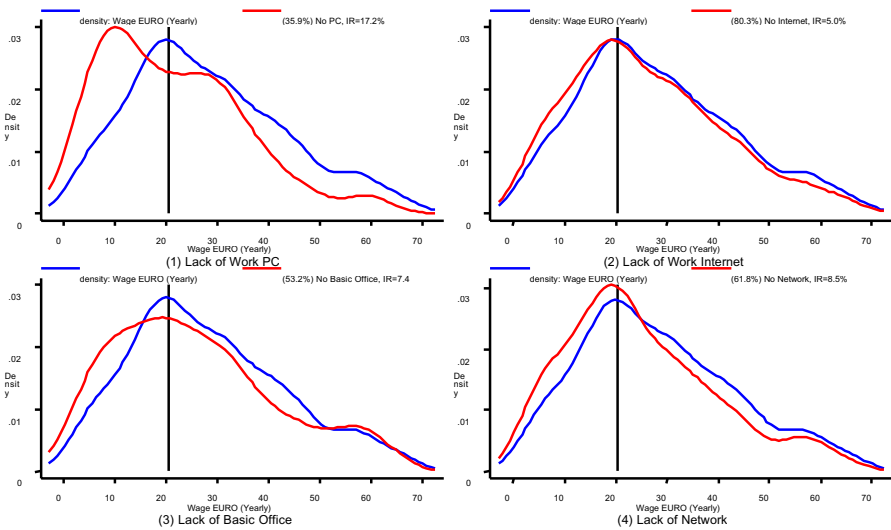 density: Wage EURO (Yearly) (35.9%) No PC, IR=17.2%
.03
.02
De
nsit
y
.01
0
0 10 20 30 40 50 60 70
Wage EURO (Yearly)
(1) Lack of Work PC
density: Wage EURO (Yearly) (80.3%) No Internet, IR=5.0%
.03
.02
De
nsit
y
.01
0
0 10 20 30 40 50 60 70
Wage EURO (Yearly)
(2) Lack of Work Internet
density: Wage EURO (Yearly) (53.2%) No Basic Office, IR=7.4
.03
.02
De
nsit
y
.01
0
0 10 20 30 40 50 60 70
Wage EURO (Yearly)
(3) Lack of Basic Office
density: Wage EURO (Yearly) (61.8%) No Network, IR=8.5%
.03
.02
De
nsit
y
.01
0
0 10 20 30 40 50 60 70
Wage EURO (Yearly)
(4) Lack of Network